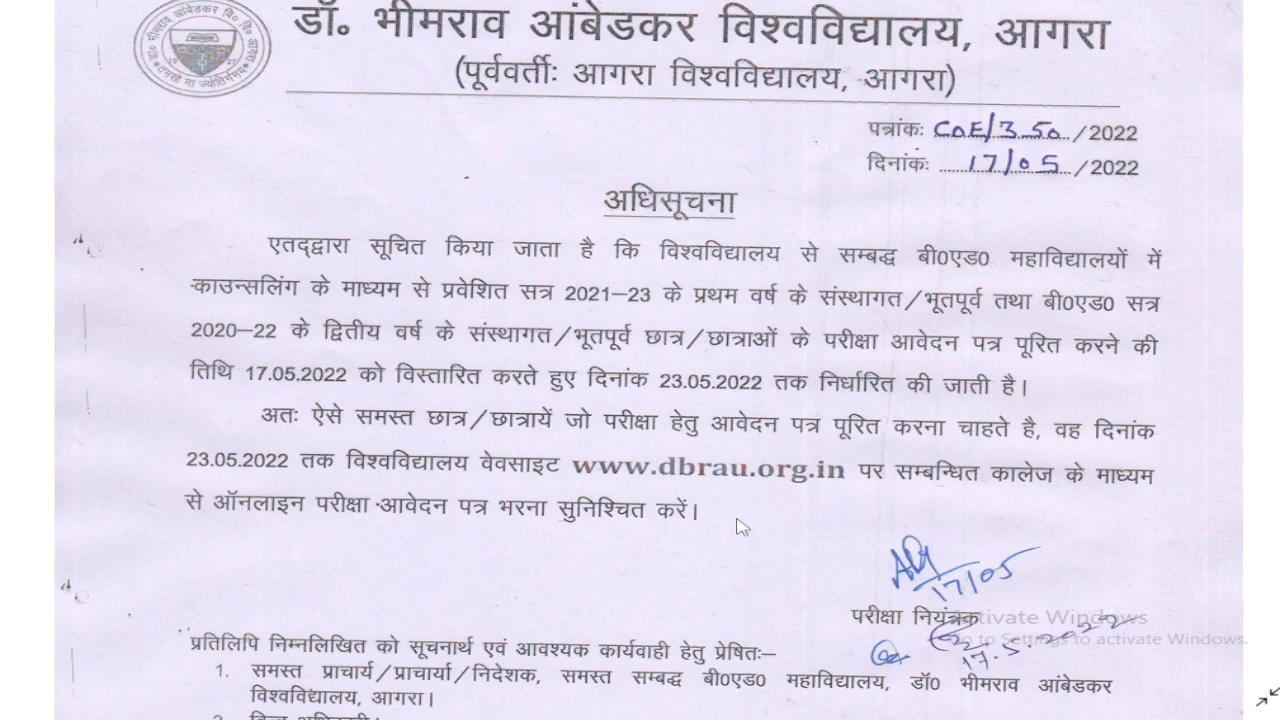 डॉ० भीमराव आंबेडकर विश्वविद्यालय, आगरा
(पूर्ववर्तीः आगरा विश्वविद्यालय, आगरा)
पत्रांकः COE/350/2022
दिनांकः 17/05/2022
अधिसूचना
एतद्द्वारा सूचित किया जाता है कि विश्वविद्यालय से सम्बद्ध बी0एड0 महाविद्यालयों में
काउन्सलिंग के माध्यम से प्रवेशित सत्र 2021–23 के प्रथम वर्ष के संस्थागत/भूतपूर्व तथा बी0एड0 सत्र
2020–22 के द्वितीय वर्ष के संस्थागत/भूतपूर्व छात्र/छात्राओं के परीक्षा आवेदन पत्र पूरित करने की
तिथि 17.05.2022 को विस्तारित करते हुए दिनांक 23.05.2022 तक निर्धारित की जाती है।
अतः ऐसे समस्त छात्र/छात्रायें जो परीक्षा हेतु आवेदन पत्र पूरित करना चाहते है, वह दिनांक
23.05.2022 तक विश्वविद्यालय वेवसाइट www.dbrau.org.in पर सम्बन्धित कालेज के माध्यम
से ऑनलाइन परीक्षा आवेदन पत्र भरना सुनिश्चित करें।
17/05
परीक्षा नियंत्रक
Activate Windows
Go to Settings to activate Windows.
17.5.2022
प्रतिलिपि निम्नलिखित को सूचनार्थ एवं आवश्यक कार्यवाही हेतु प्रेषितः–
1. समस्त प्राचार्य/प्राचार्या/निदेशक, समस्त सम्बद्ध बी0एड0 महाविद्यालय, डॉ0 भीमराव आंबेडकर
विश्वविद्यालय, आगरा।